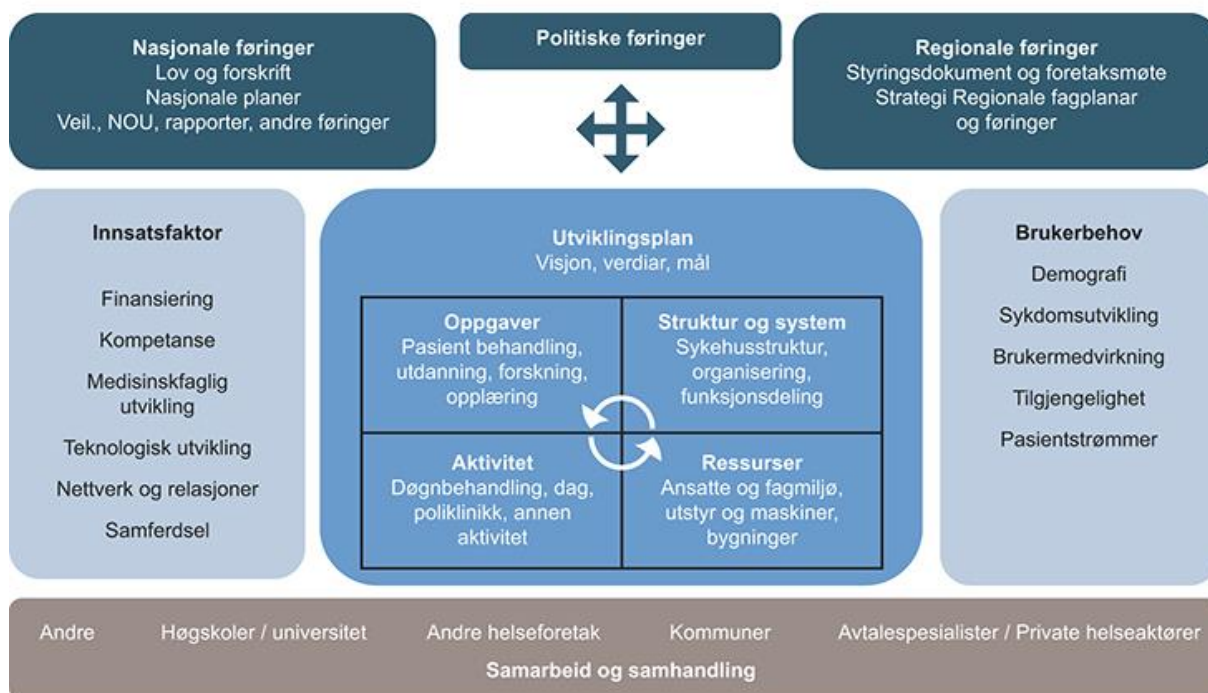 Nasjonale føringer
Lov og forskrift
Nasjonale planer
Veil., NOU, rapporter, andre føringer
Politiske føringer
Regionale føringer
Styringsdokument og foretaksmøte
Strategi Regionale fagplanar
og føringer
Innsatsfaktor
Finansiering
Kompetanse
Medisinskfaglig
utvikling
Teknologisk utvikling
Nettverk og relasjoner
Samferdsel
Utviklingsplan
Visjon, verdiar, mål
Oppgaver
Pasient behandling,
utdanning, forskning,
opplæring
Struktur og system
Sykehusstruktur,
organisering,
funksjonsdeling
Aktivitet
Døgnbehandling, dag,
poliklinikk, annen
aktivitet
Ressurser
Ansatte og fagmiljø,
utstyr og maskiner,
bygninger
Brukerbehov
Demografi
Sykdomsutvikling
Brukermedvirkning
Tilgjengelighet
Pasientstrømmer
Andre
Høgskoler / universitet
Andre helseforetak
Kommuner
Avtalespesialister / Private helseaktører
Samarbeid og samhandling